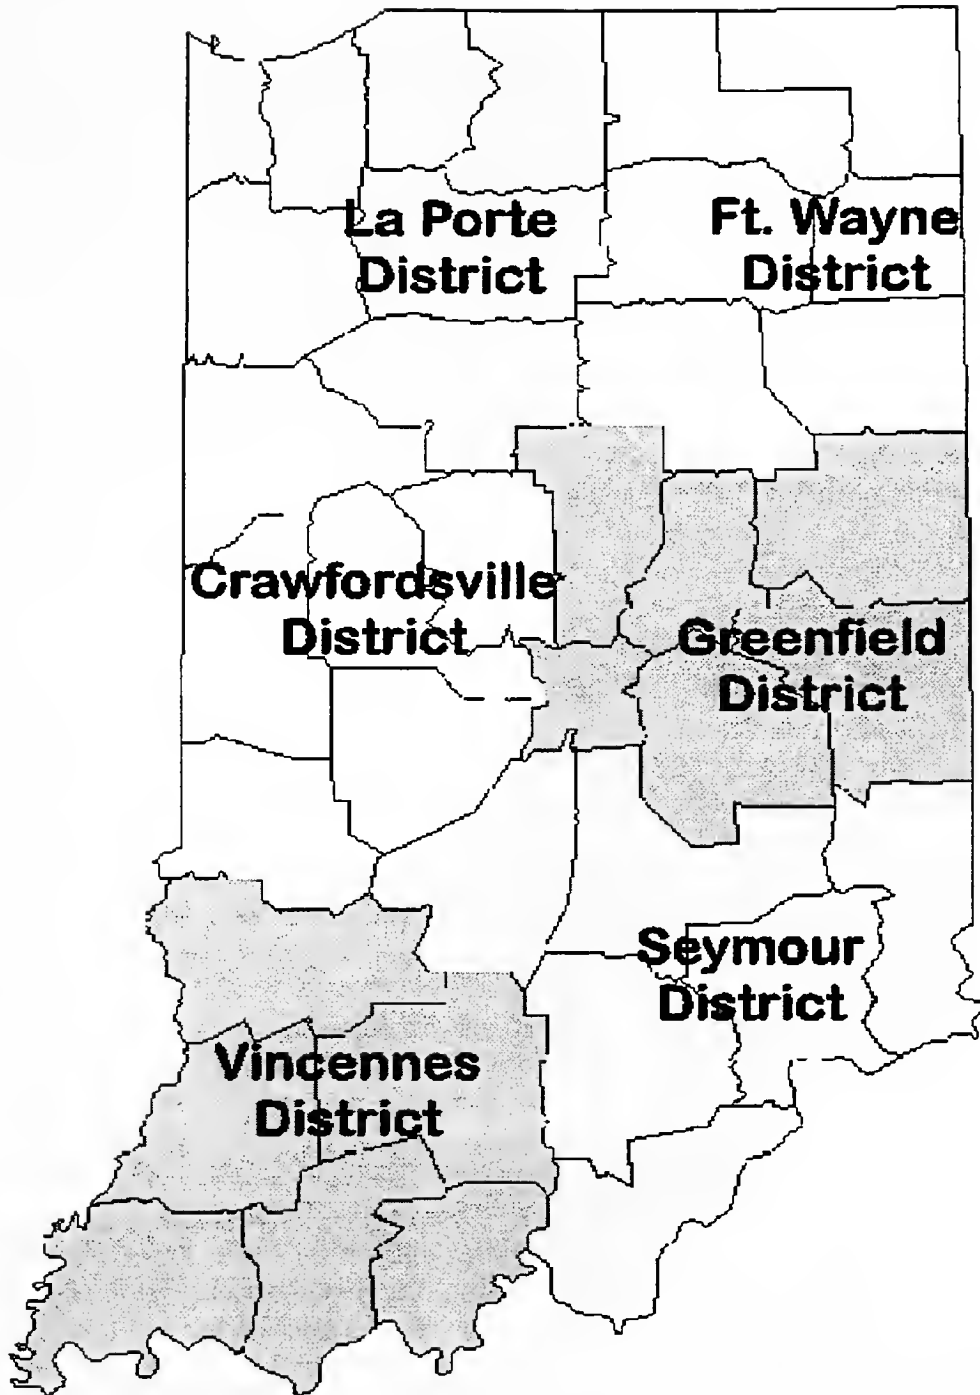 La Porte
District
Ft. Wayne
District
Crawfordsville
District
Greenfield
District
Seymour
District
Vincennes
District